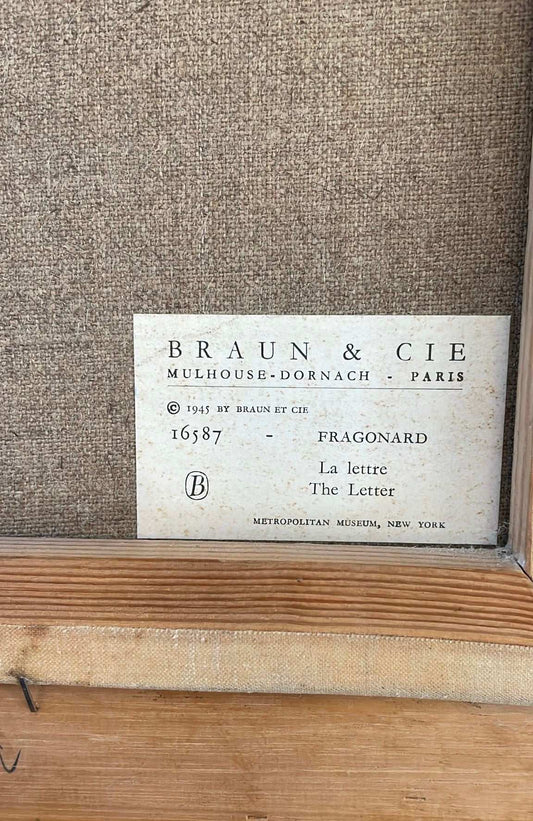 BRAUN & CIE
MULHOUSE-DORNACH - PARIS
© 1945 BY BRAUN ET CIE
16587 - FRAGONARD
La lettre
B
The Letter
METROPOLITAN MUSEUM, NEW YORK